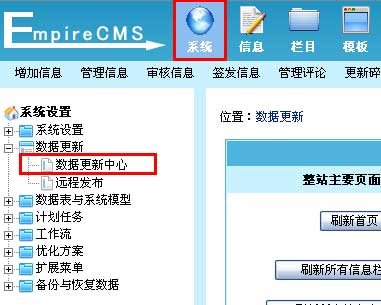 EmpireCMS
系统
信息
栏目
模板
增加信息 管理信息 审核信息 签发信息 管理评论 更新碎
系统设置
系统设置
数据更新
数据更新中心
远程发布
数据表与系统模型
计划任务
工作流
优化方案
扩展菜单
备份与恢复数据
位置：数据更新
整站主要页面
刷新首页
刷新所有信息栏